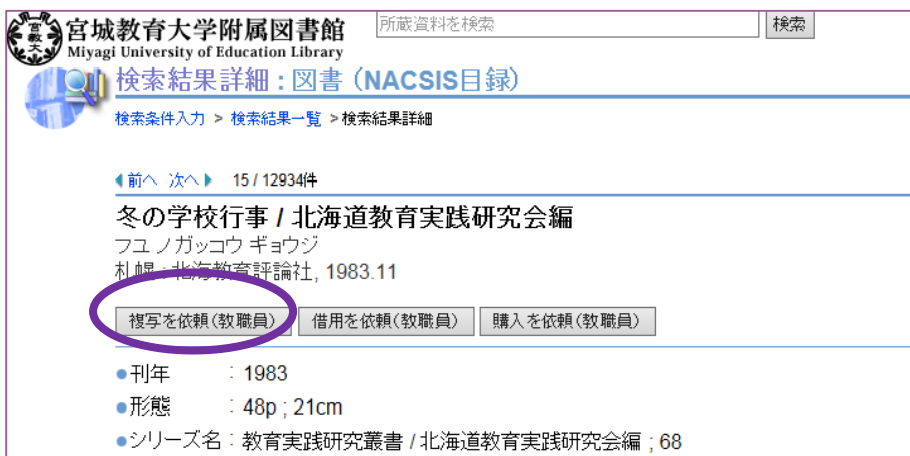 宮城教育大学附属図書館
Miyagi University of Education Library
所蔵資料を検索 検索
検索結果詳細：図書（NACSIS目録）
検索条件入力 > 検索結果一覧 >検索結果詳細
前へ 次へ 15 / 12934件
冬の学校行事 / 北海道教育実践研究会編
フユ ノガッコウ ギョウジ
札幌 : 北海教育評論社, 1983.11
複写を依頼(教職員) 借用を依頼(教職員) 購入を依頼(教職員)
●刊年 : 1983
●形態 : 48p ; 21cm
●シリーズ名 : 教育実践研究叢書 / 北海道教育実践研究会編 ; 68